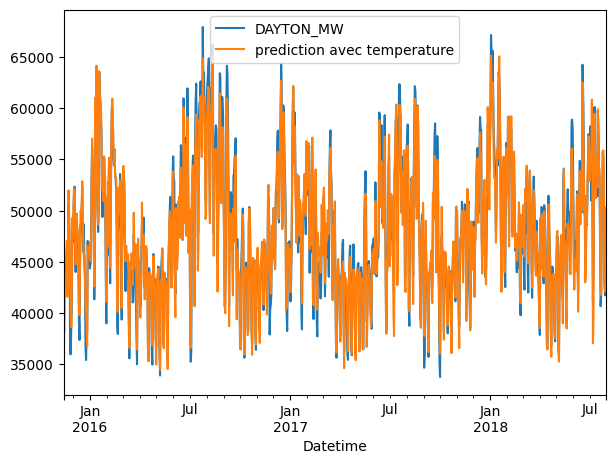 DAYTON_MW
prediction avec temperature
65000
60000
55000
50000
45000
40000
35000
Jan Jul Jan Jul Jan Jul
2016 2017 2018
Datetime